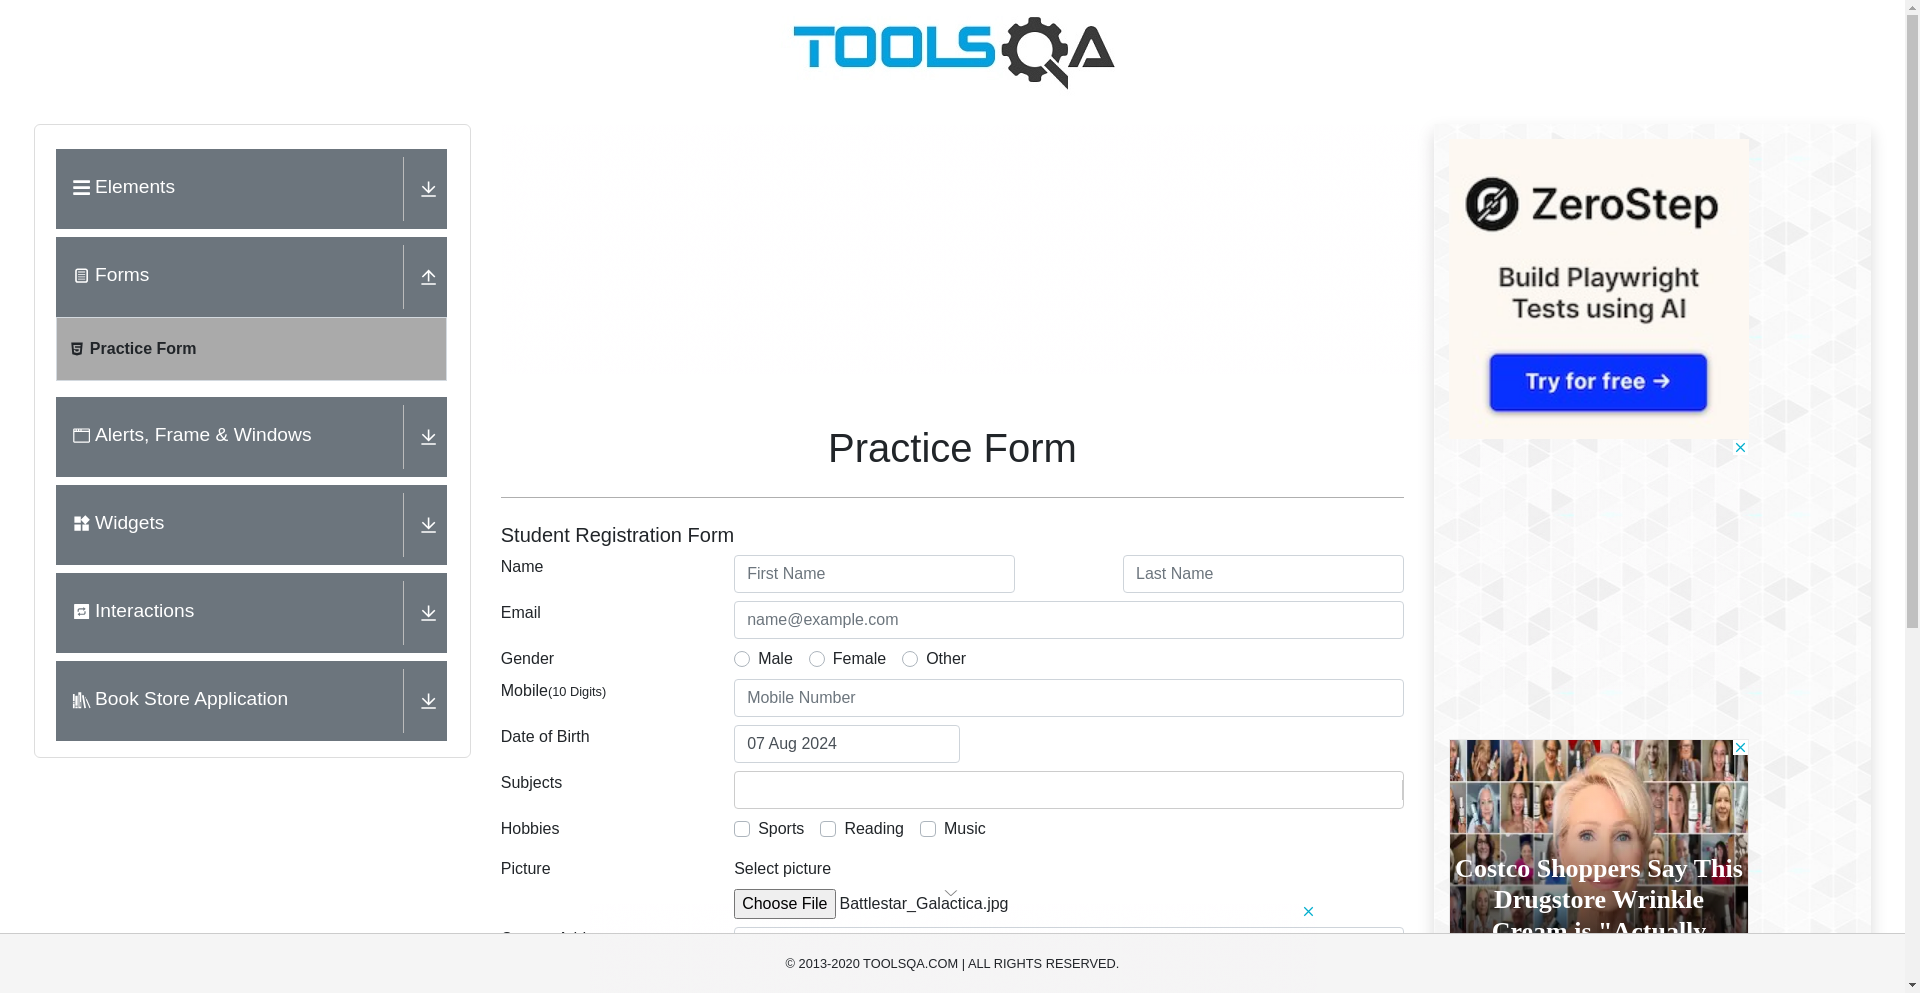 TOOLSQA
Elements
Forms
Practice Form
Alerts, Frame & Windows
Widgets
Interactions
Book Store Application
Practice Form
Student Registration Form
Name
First Name
Last Name
Email
name@example.com
Gender
Male
Female
Other
Mobile(10 Digits)
Mobile Number
Date of Birth
07 Aug 2024
Subjects
Hobbies
Sports
Reading
Music
Picture
Select picture
Choose File Battlestar_Galactica.jpg
ZeroStep
Build Playwright
Tests using AI
Try for free →
Costco Shoppers Say This
Drugstore Wrinkle
Cream is "Actually
© 2013-2020 TOOLSQA.COM | ALL RIGHTS RESERVED.